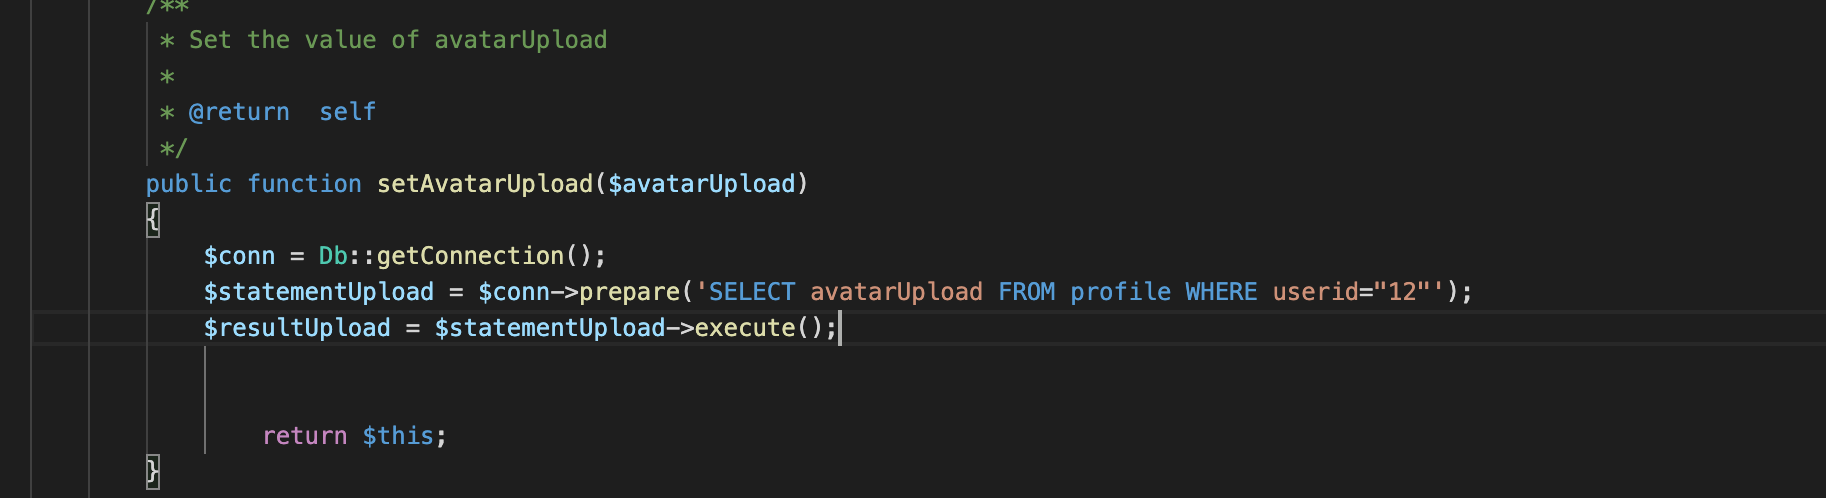 /**
* Set the value of avatarUpload
*
* @return  self
*/
public function setAvatarUpload($avatarUpload)
{
$conn = Db::getConnection();
$statementUpload = $conn->prepare('SELECT avatarUpload FROM profile WHERE userid="12"');
$resultUpload = $statementUpload->execute();
return $this;
}